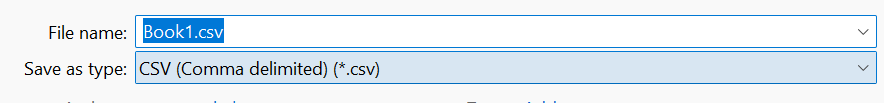 File name: Book1.csv
Save as type: CSV (Comma delimited) (*.csv)